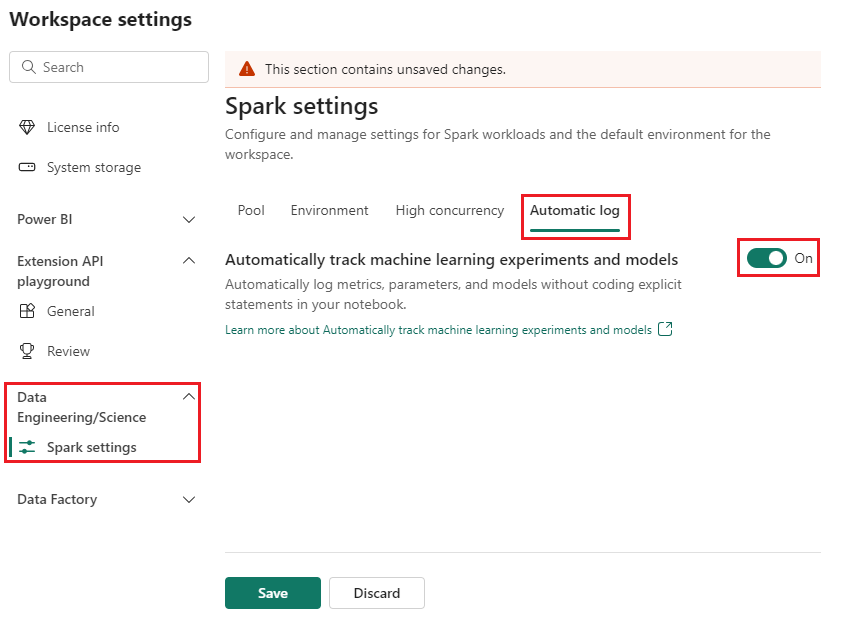 Workspace settings
Search
License info
System storage
Power BI
Extension API
playground
General
Review
Data
Engineering/Science
Spark settings
Data Factory
This section contains unsaved changes.
Spark settings
Configure and manage settings for Spark workloads and the default environment for the
workspace.
Pool
Environment
High concurrency
Automatic log
Automatically track machine learning experiments and models
On
Automatically log metrics, parameters, and models without coding explicit
statements in your notebook.
Learn more about Automatically track machine learning experiments and models
Save
Discard